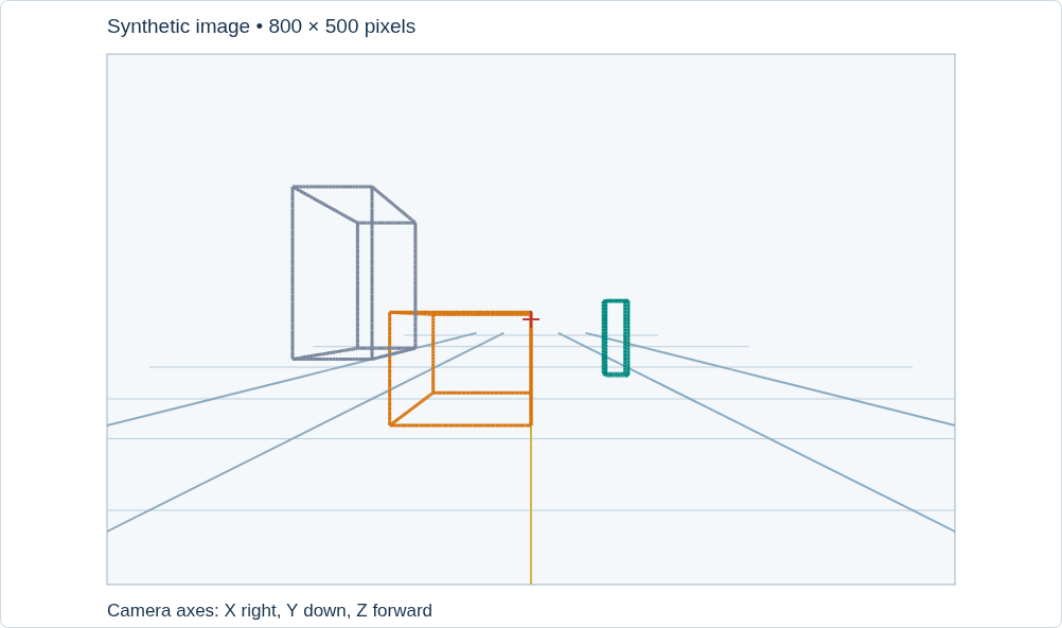 Synthetic image • 800 × 500 pixels
Camera axes: X right, Y down, Z forward